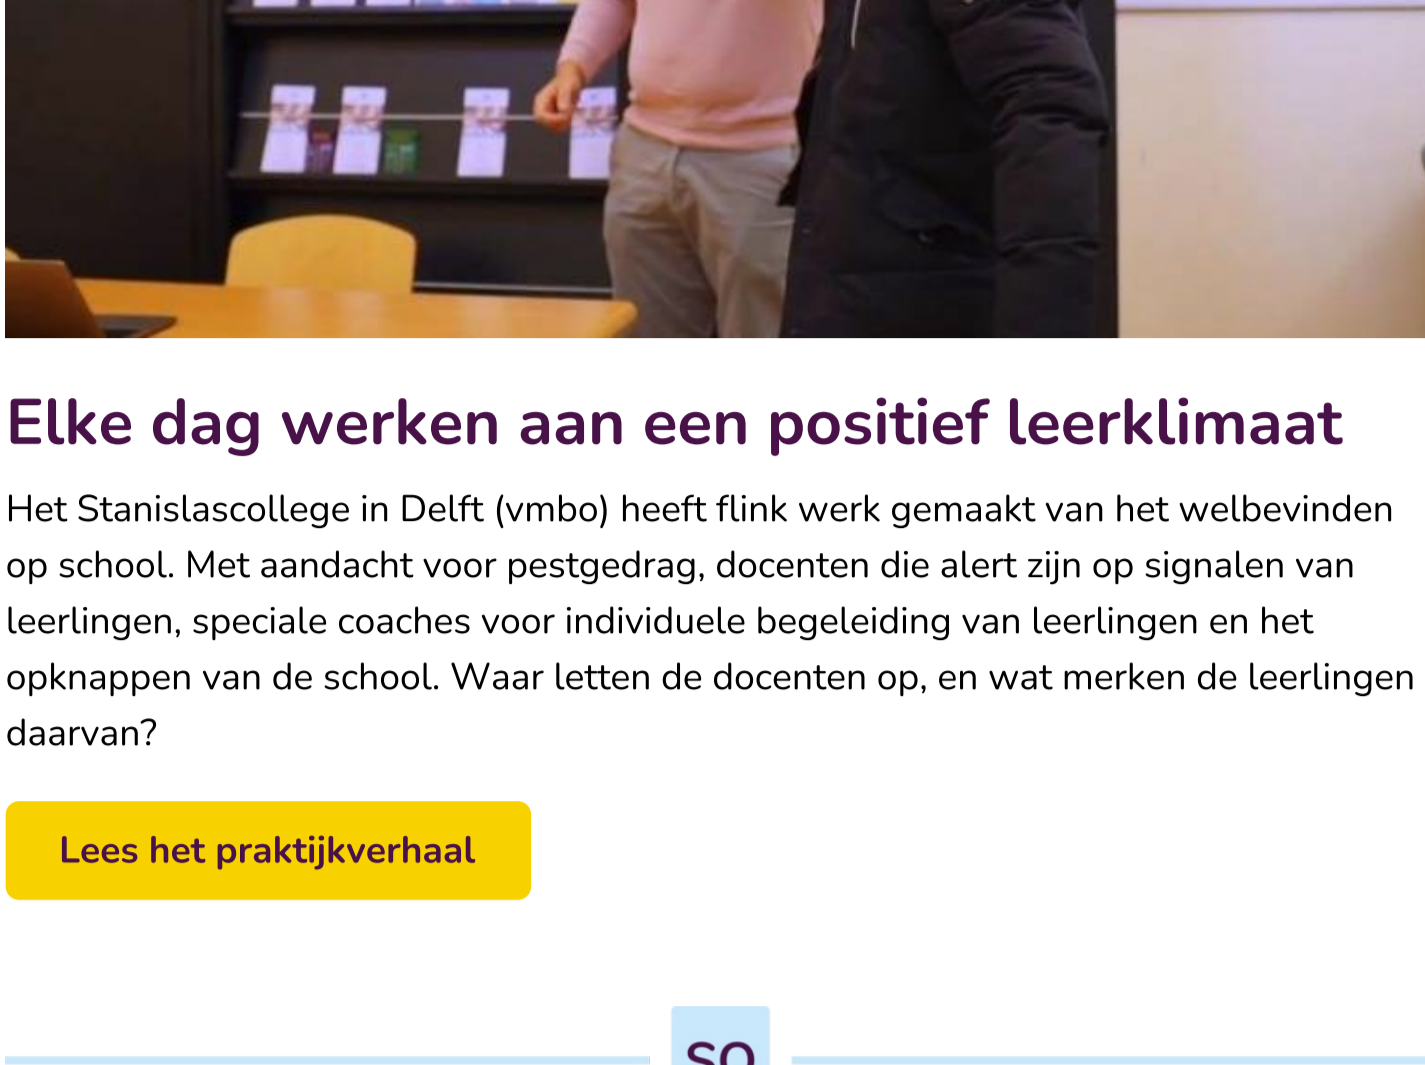 Elke dag werken aan een positief leerklimaat
Het Stanislascollege in Delft (vmbo) heeft flink werk gemaakt van het welbevinden
op school. Met aandacht voor pestgedrag, docenten die alert zijn op signalen van
leerlingen, speciale coaches voor individuele begeleiding van leerlingen en het
opknappen van de school. Waar letten de docenten op, en wat merken de leerlingen
daarvan?
Lees het praktijkverhaal